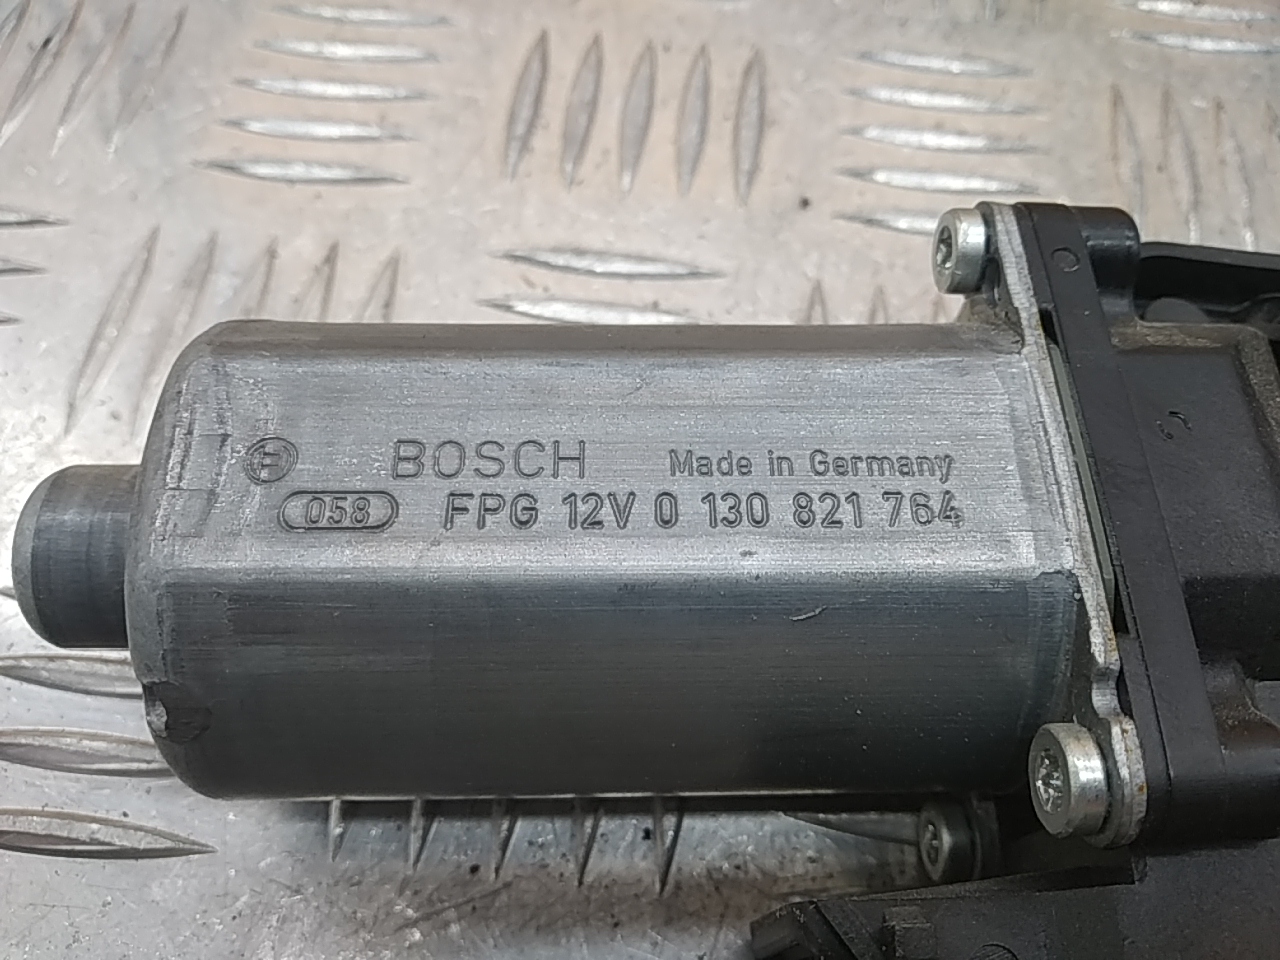 BOSCH Made in Germany
058 FPG 12V 0 130 821 764